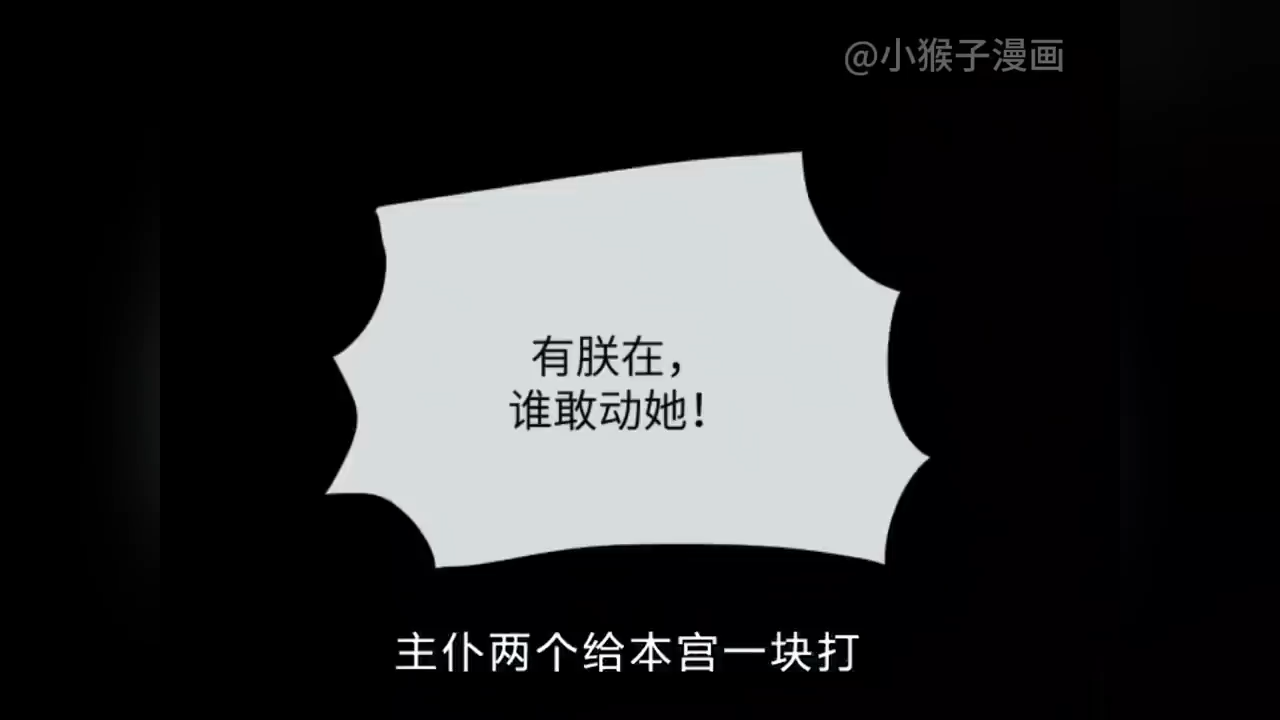 @小猴子漫画
有朕在，
谁敢动她！
主仆两个给本宫一块打